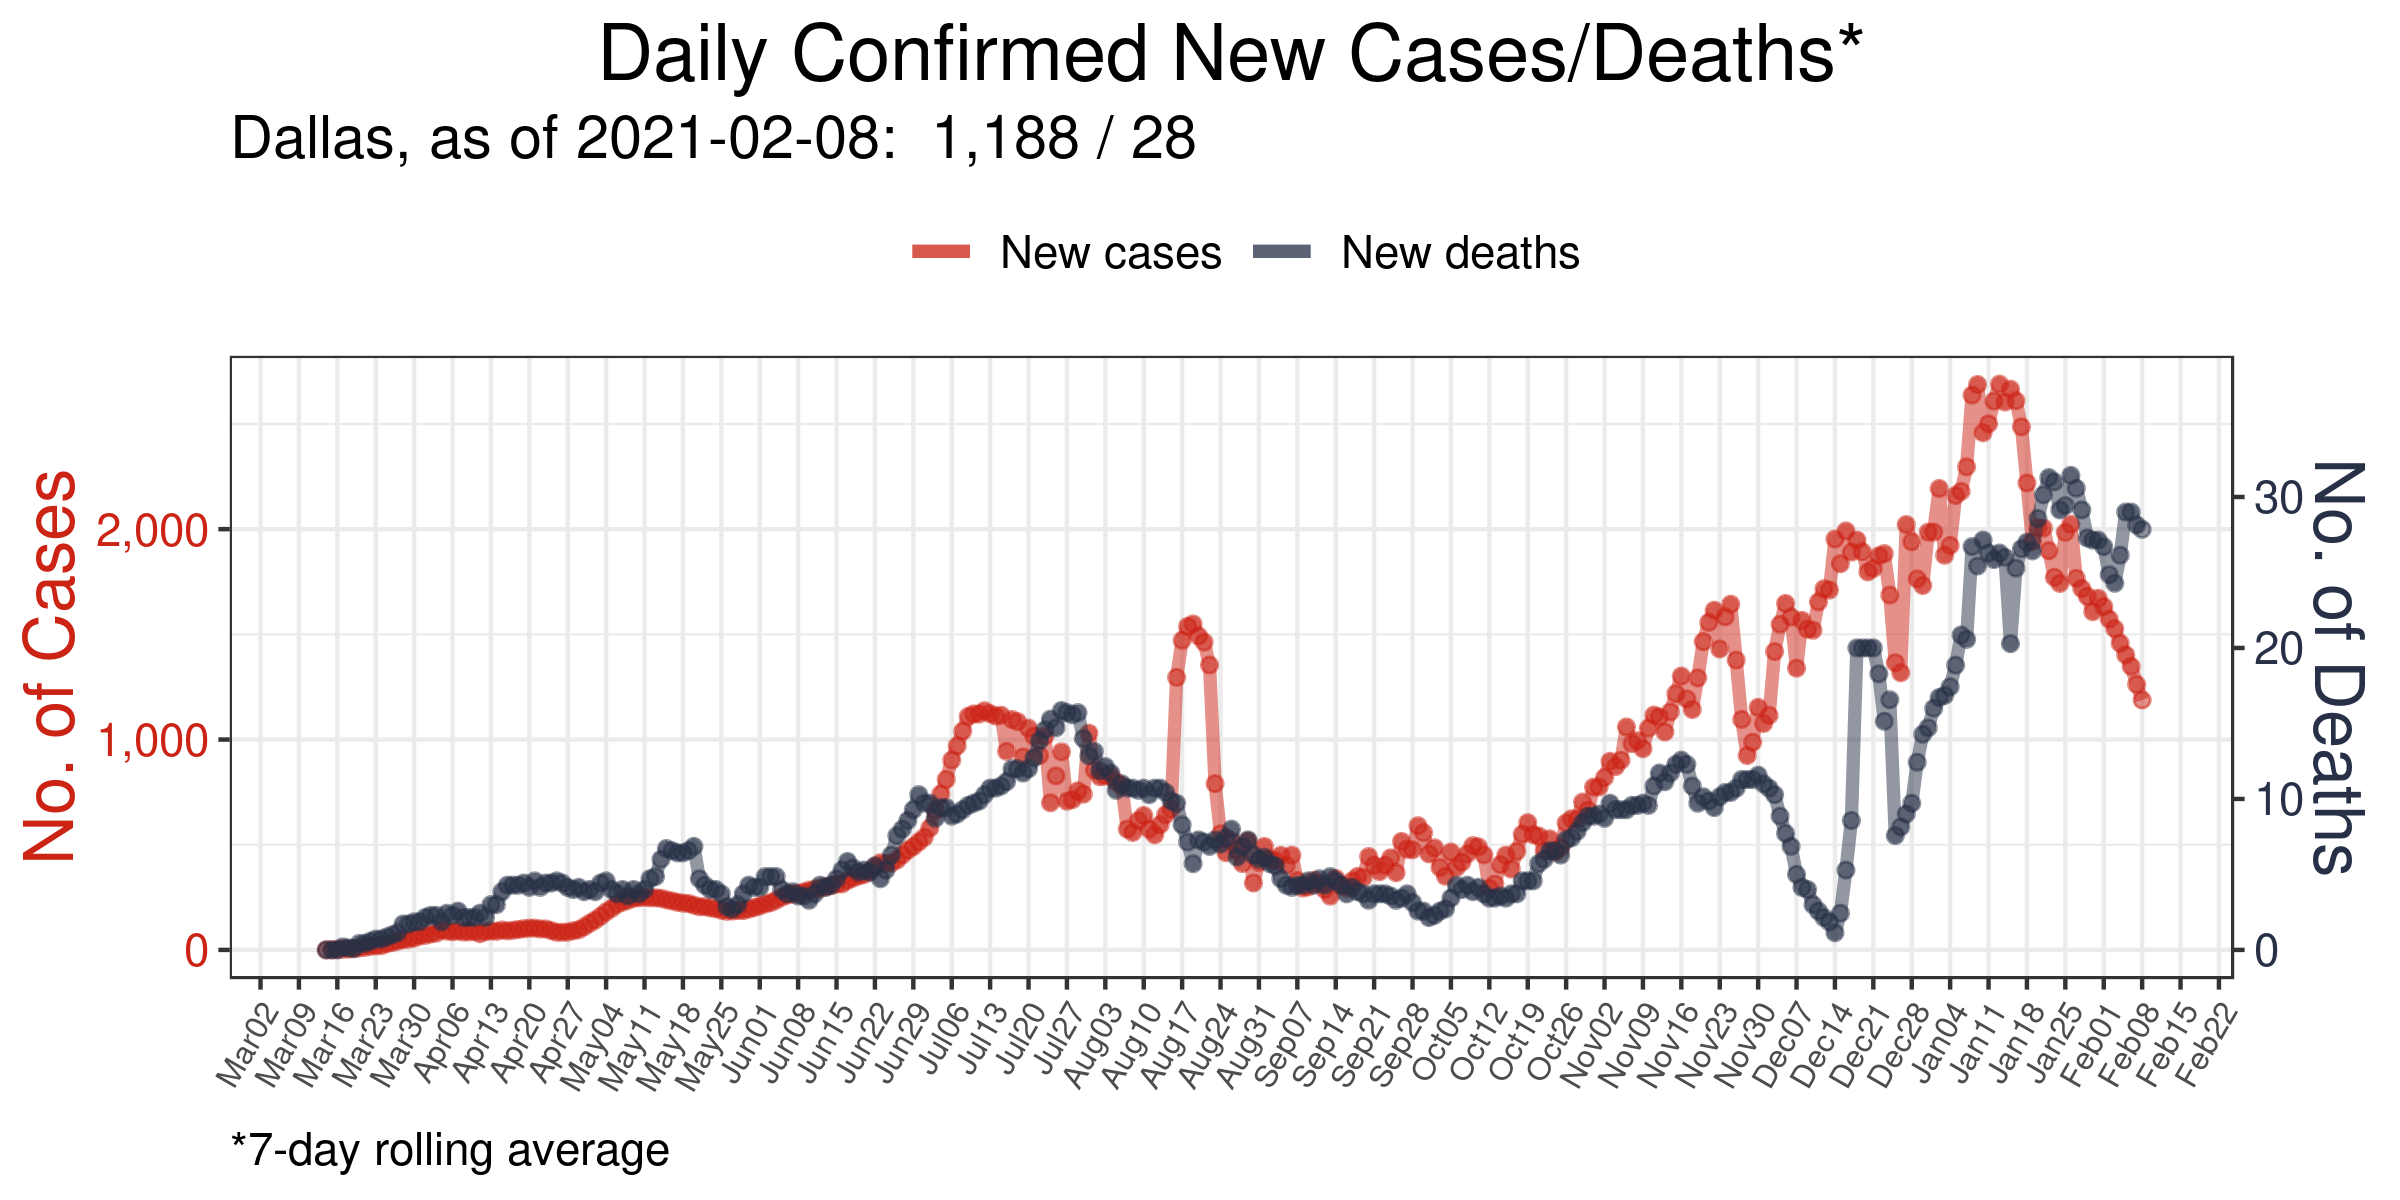 Daily Confirmed New Cases/Deaths*
Dallas, as of 2021-02-08:  1,188 / 28
New cases
New deaths
No. of Cases
2,000
1,000
0
30
20
10
0
No. of Deaths
Mar02
Mar09
Mar16
Mar23
Mar30
Apr06
Apr13
Apr20
Apr27
May04
May11
May18
May25
Jun01
Jun08
Jun15
Jun22
Jun29
Jul06
Jul13
Jul20
Jul27
Aug03
Aug10
Aug17
Aug24
Aug31
Sep07
Sep14
Sep21
Sep28
Oct05
Oct12
Oct19
Oct26
Nov02
Nov09
Nov16
Nov23
Nov30
Dec07
Dec14
Dec21
Dec28
Jan04
Jan11
Jan18
Jan25
Feb01
Feb08
Feb15
Feb22
*7-day rolling average